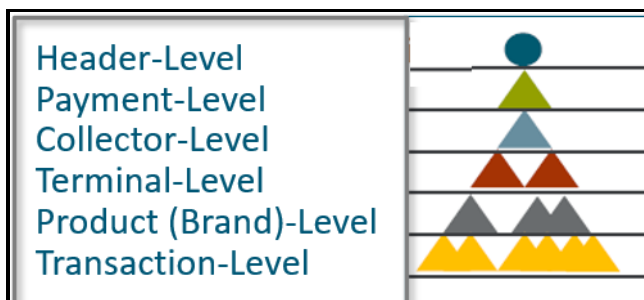 Header-Level
Payment-Level
Collector-Level
Terminal-Level
Product (Brand)-Level
Transaction-Level